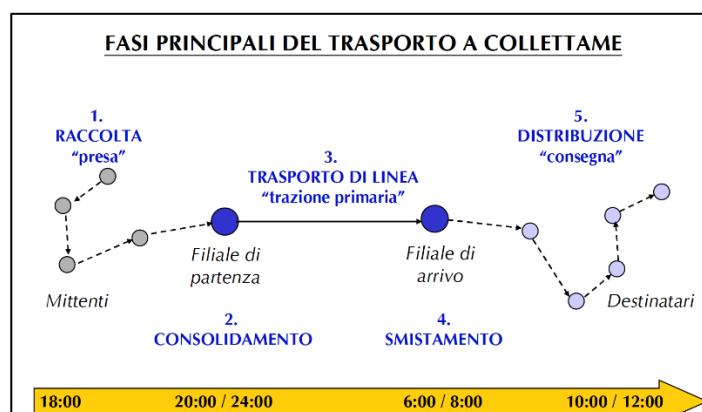 FASI PRINCIPALI DEL TRASPORTO A COLLETTAME
1.
RACCOLTA
“presa”
5.
DISTRIBUZIONE
“consegna”
3.
TRASPORTO DI LINEA
“trazione primaria”
Mittenti
Filiale di
partenza
Filiale di
arrivo
Destinatari
2.
CONSOLIDAMENTO
4.
SMISTAMENTO
18:00
20:00 / 24:00
6:00 / 8:00
10:00 / 12:00